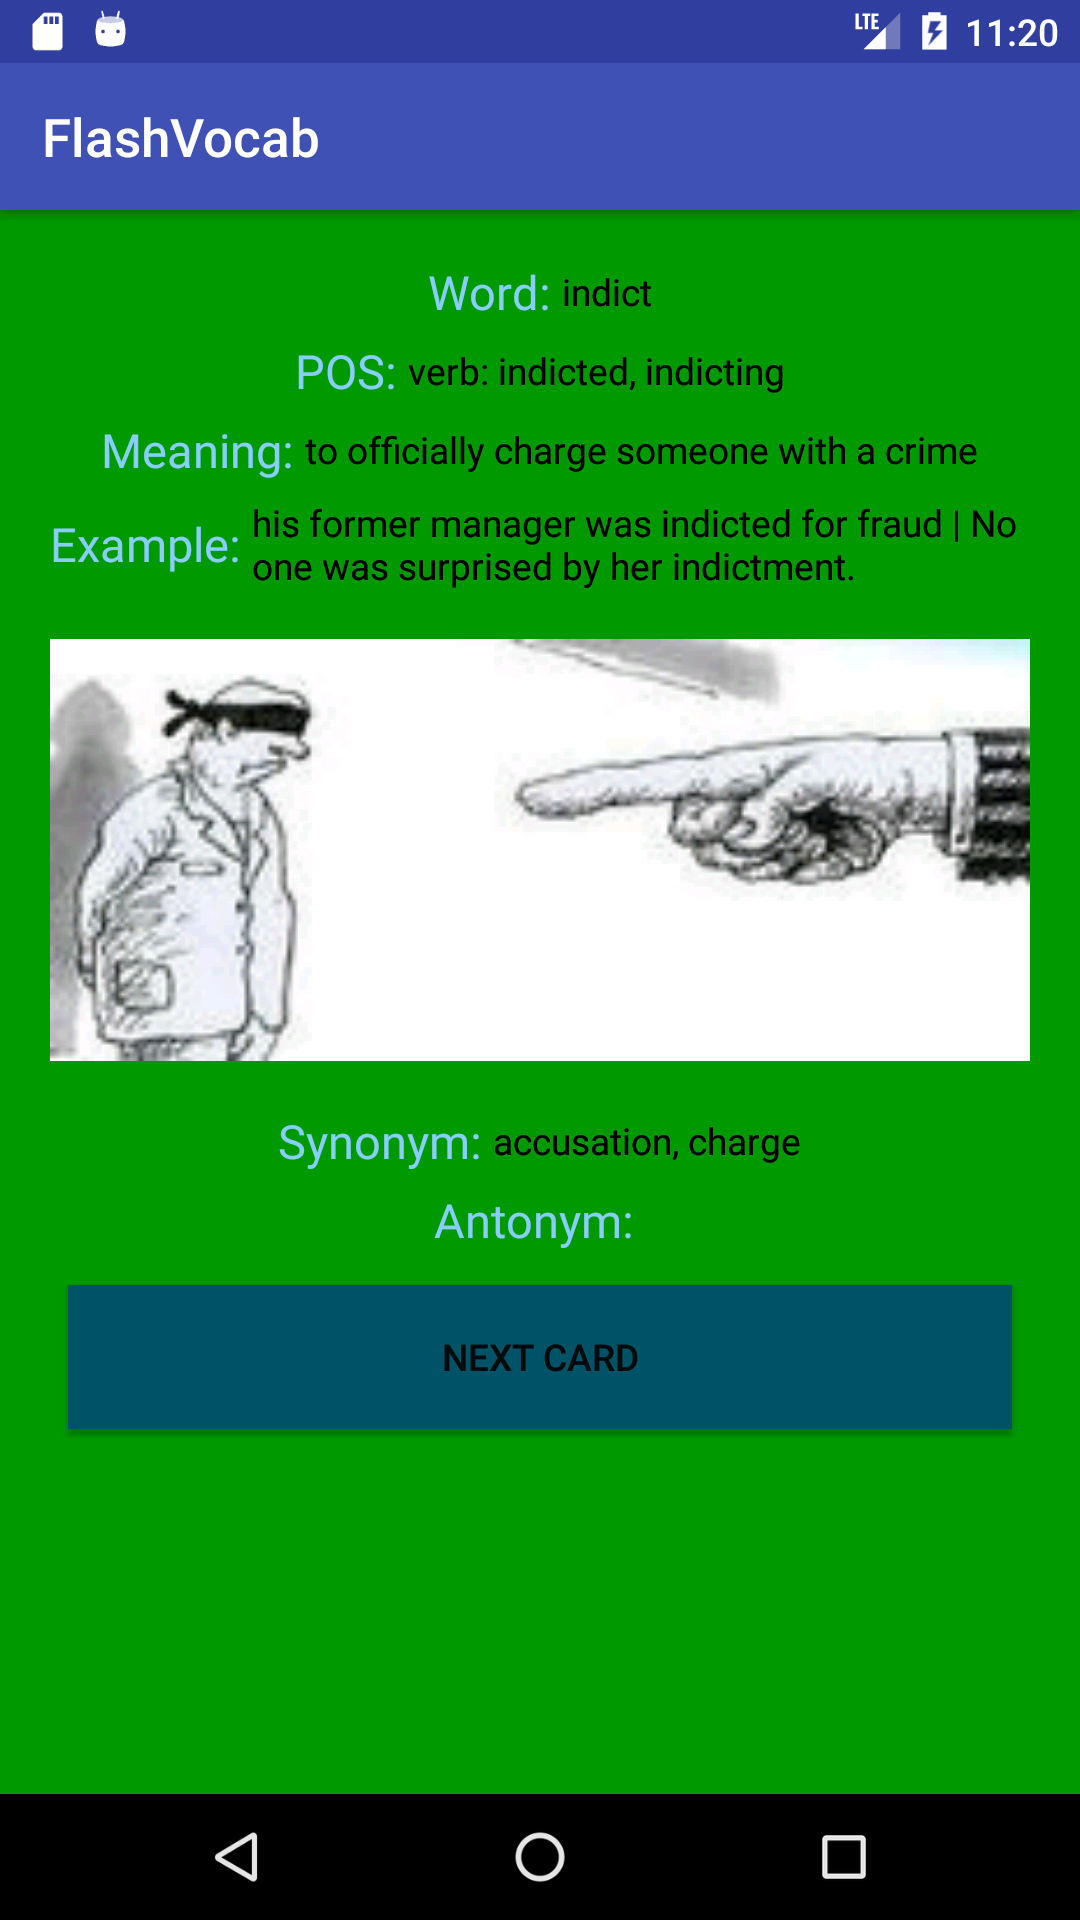 LTE 11:20
FlashVocab
Word: indict
POS: verb: indicted, indicting
Meaning: to officially charge someone with a crime
Example: his former manager was indicted for fraud | No
one was surprised by her indictment.
Synonym: accusation, charge
Antonym:
NEXT CARD